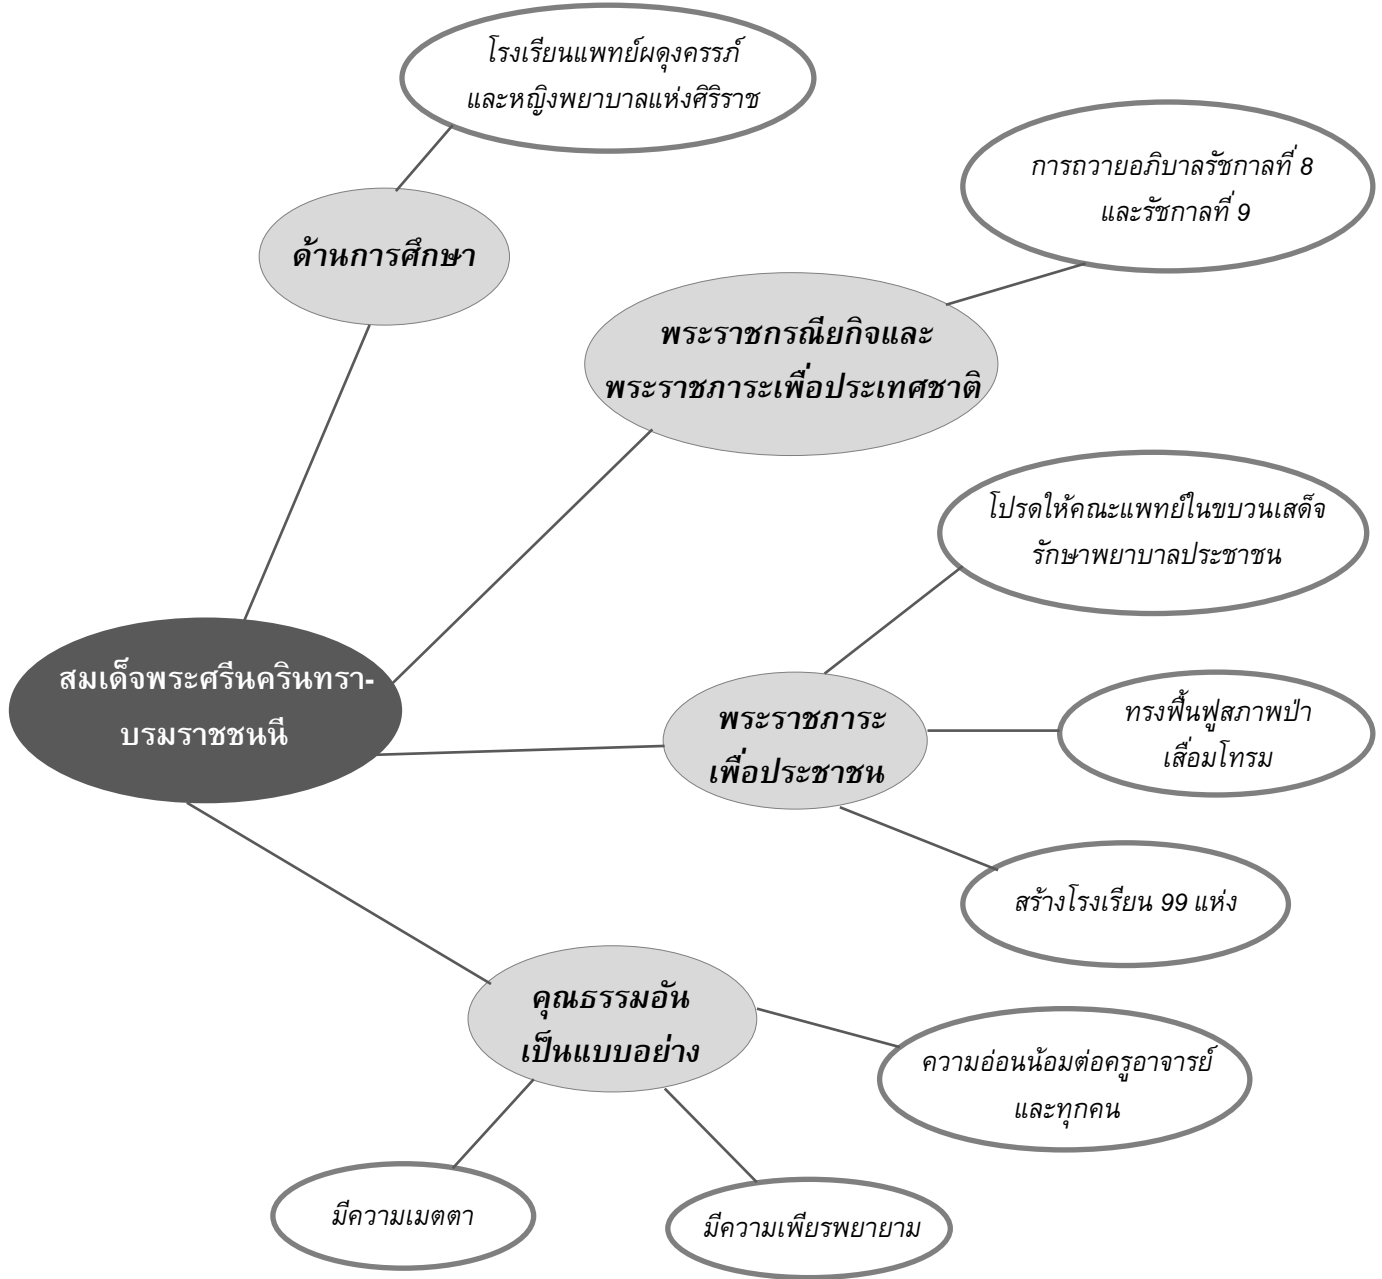 โรงเรียนแพทย์ผดุงครรภ์
และหญิงพยาบาลแห่งศิริราช
การถวายอภิบาลรัชกาลที่ 8
และรัชกาลที่ 9
ด้านการศึกษา
พระราชกรณียกิจและ
พระราชภาระเพื่อประเทศชาติ
โปรดให้คณะแพทย์ในขบวนเสด็จ
รักษาพยาบาลประชาชน
สมเด็จพระศรีนครินทรา-
บรมราชชนนี
พระราชภาระ
เพื่อประชาชน
ทรงฟื้นฟูสภาพป่า
เสื่อมโทรม
สร้างโรงเรียน 99 แห่ง
คุณธรรมอัน
เป็นแบบอย่าง
ความอ่อนน้อมต่อครูอาจารย์
และทุกคน
มีความเมตตา
มีความเพียรพยายาม